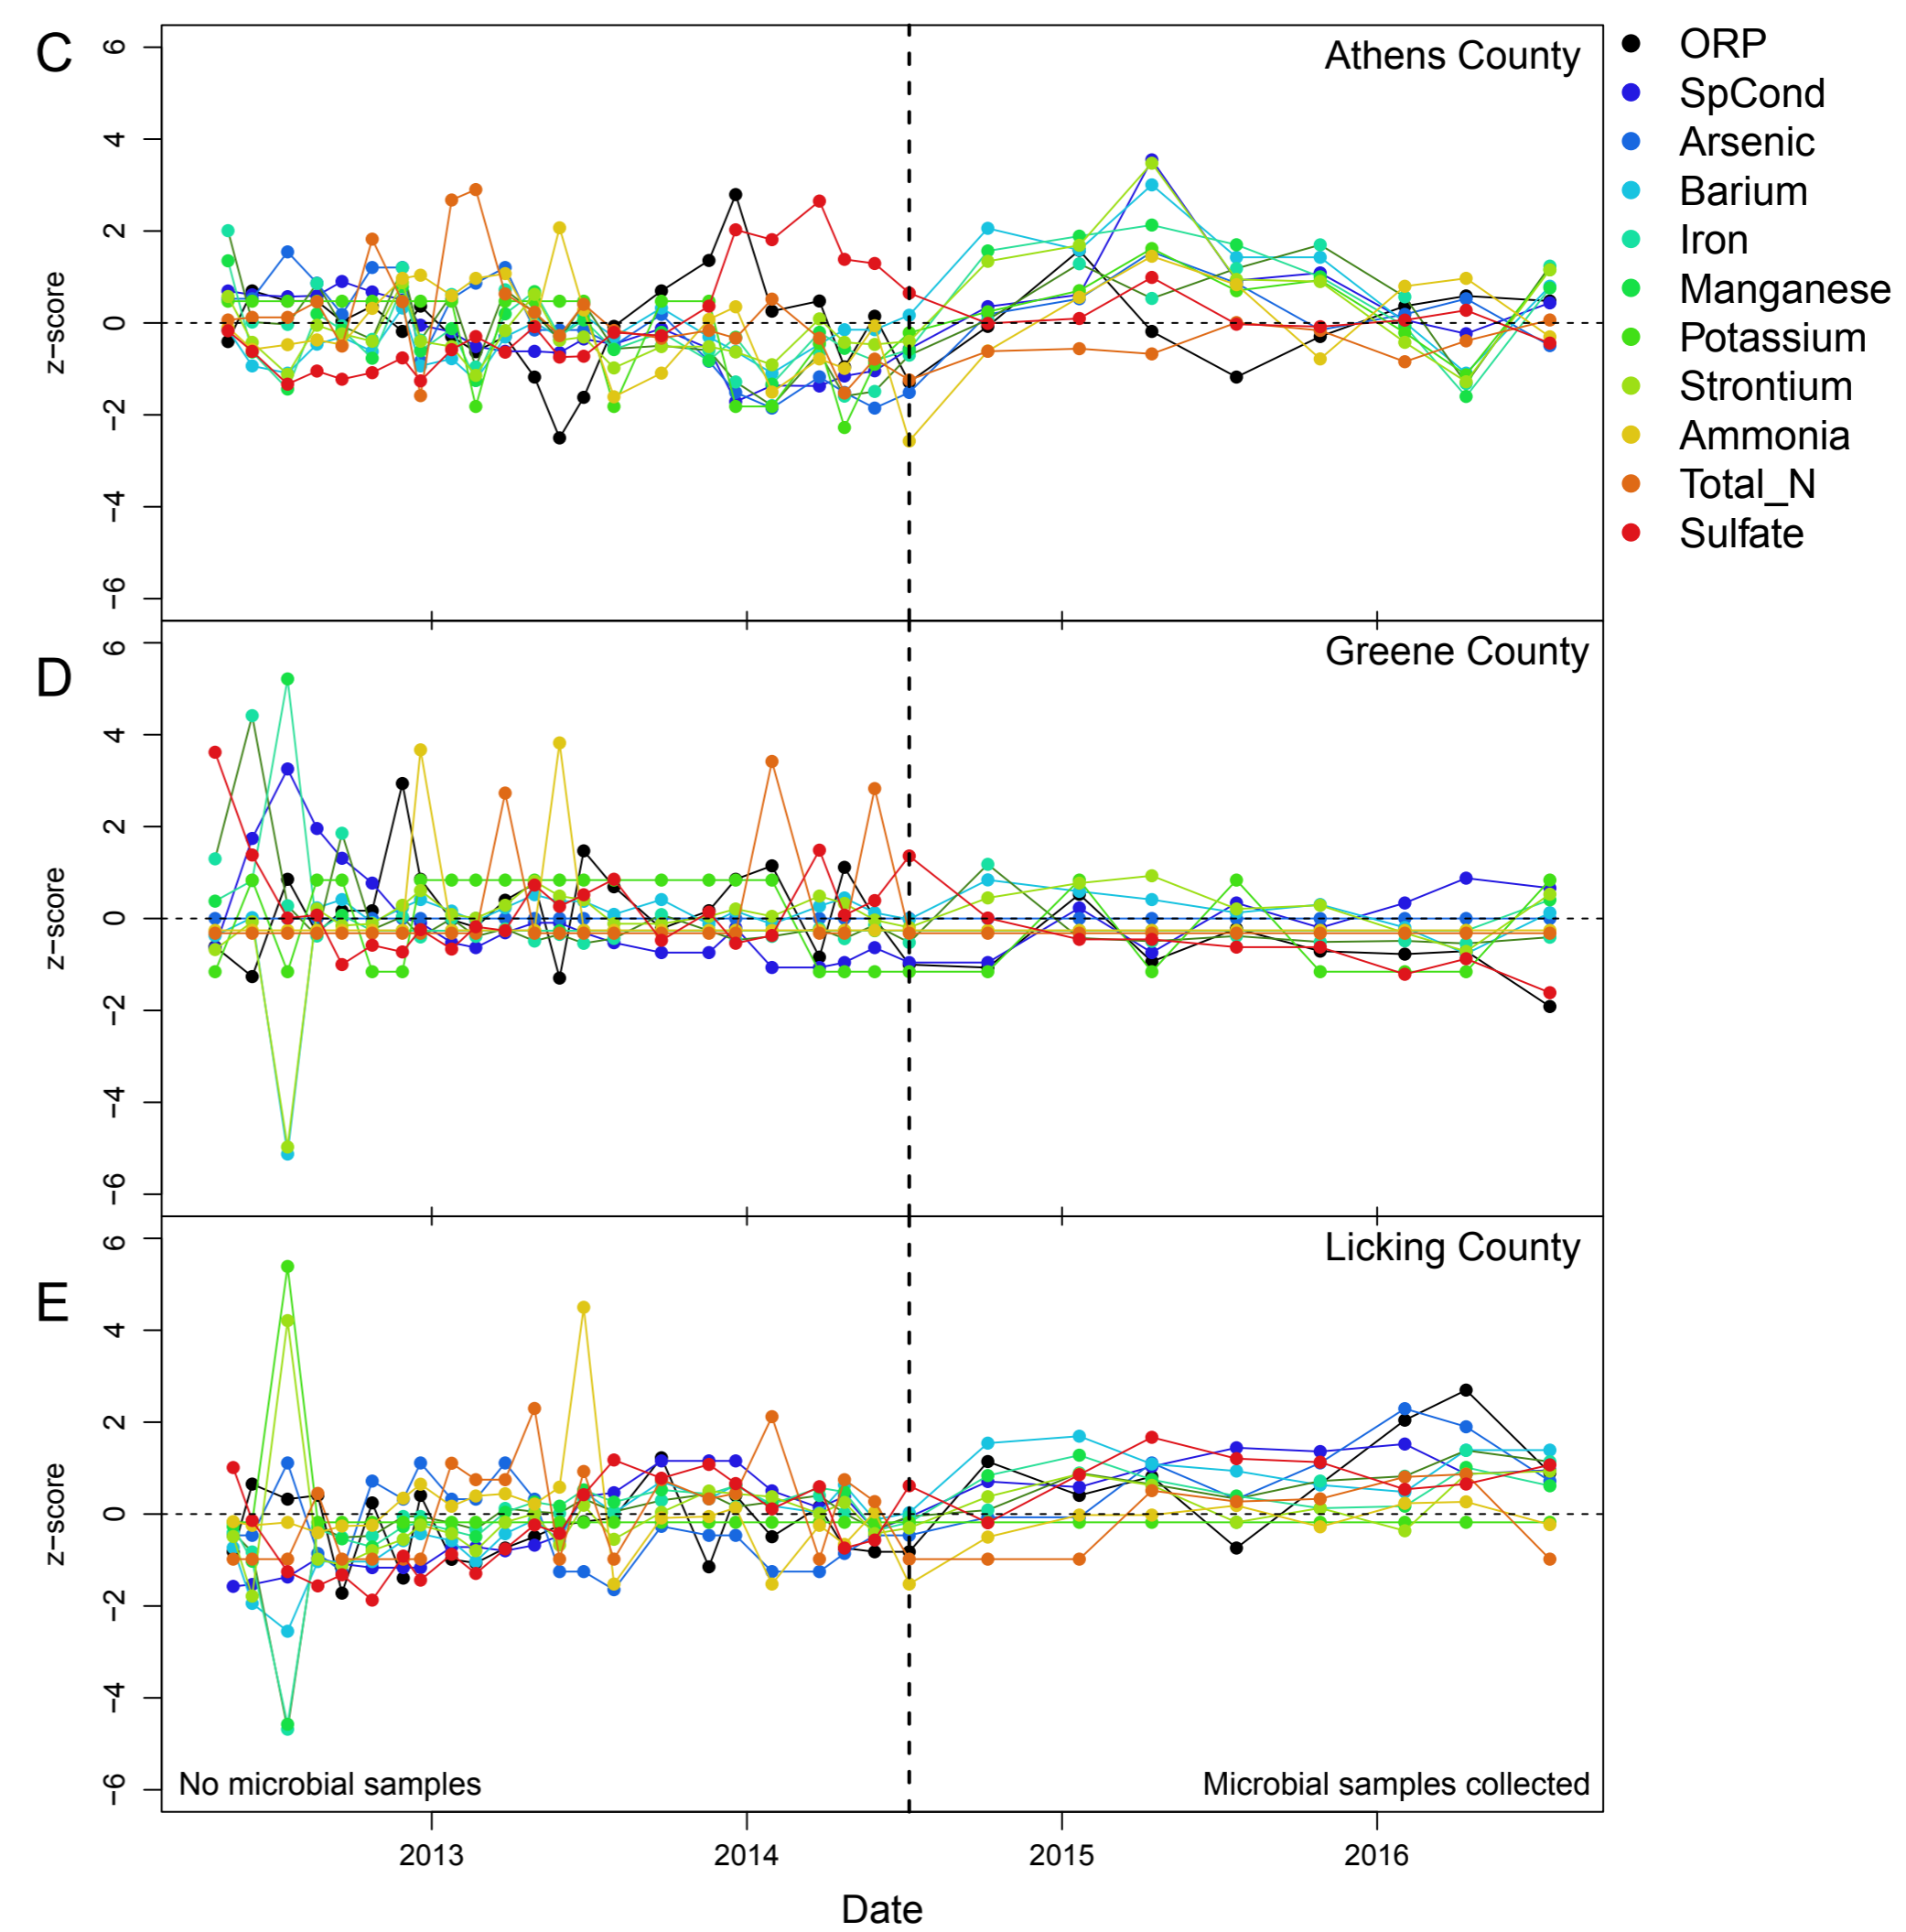 C
Athens County
6
4
2
0
−2
−4
−6
z−score
ORP
SpCond
Arsenic
Barium
Iron
Manganese
Potassium
Strontium
Ammonia
Total_N
Sulfate
D
Greene County
6
4
2
0
−2
−4
−6
z−score
E
Licking County
6
4
2
0
−2
−4
−6
z−score
No microbial samples
Microbial samples collected
2013
2014
2015
2016
Date